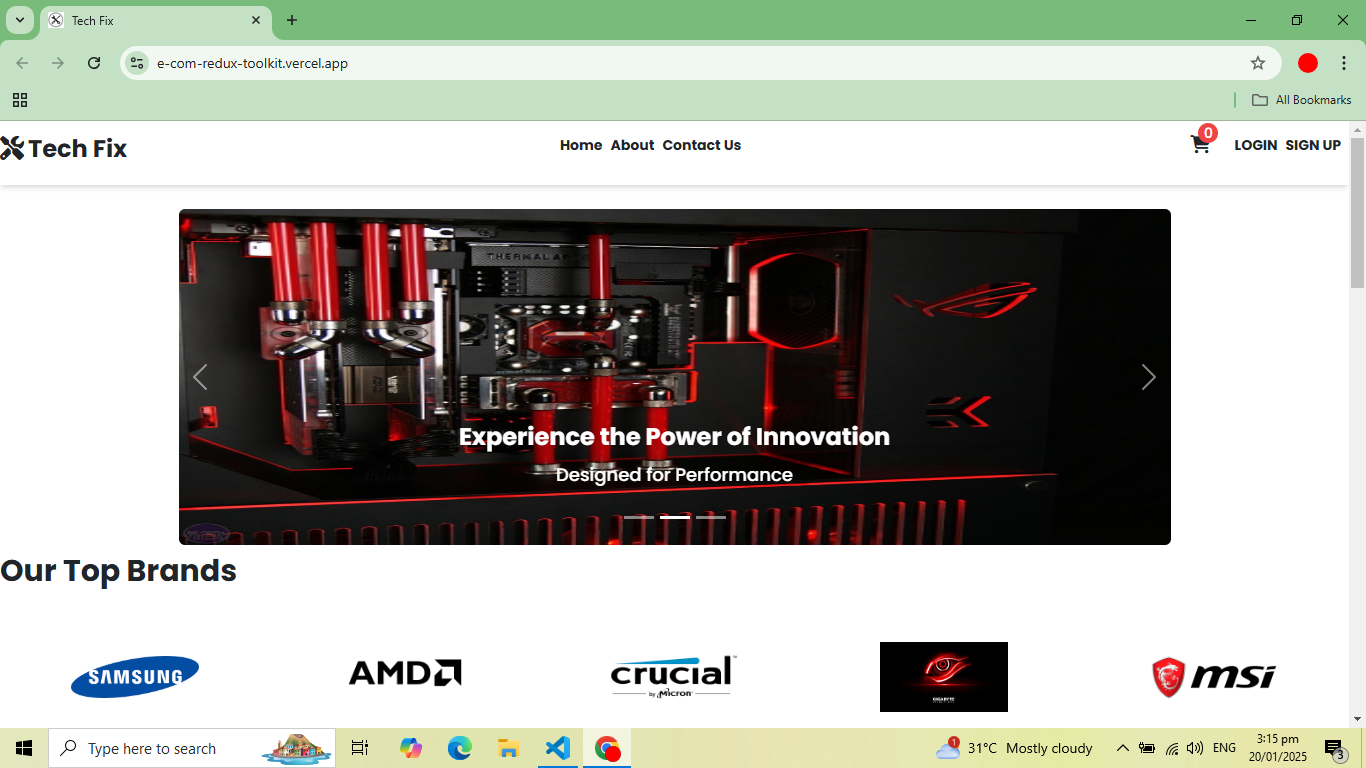 Tech Fix
e-com-redux-toolkit.vercel.app
All Bookmarks
Tech Fix
Home About Contact Us
0
LOGIN SIGN UP
Experience the Power of Innovation
Designed for Performance
Our Top Brands
SAMSUNG
AMD
crucial
by Micron
GIGABYTE
msi
Type here to search
1
31°C Mostly cloudy
ENG
3:15 pm
20/01/2025
3